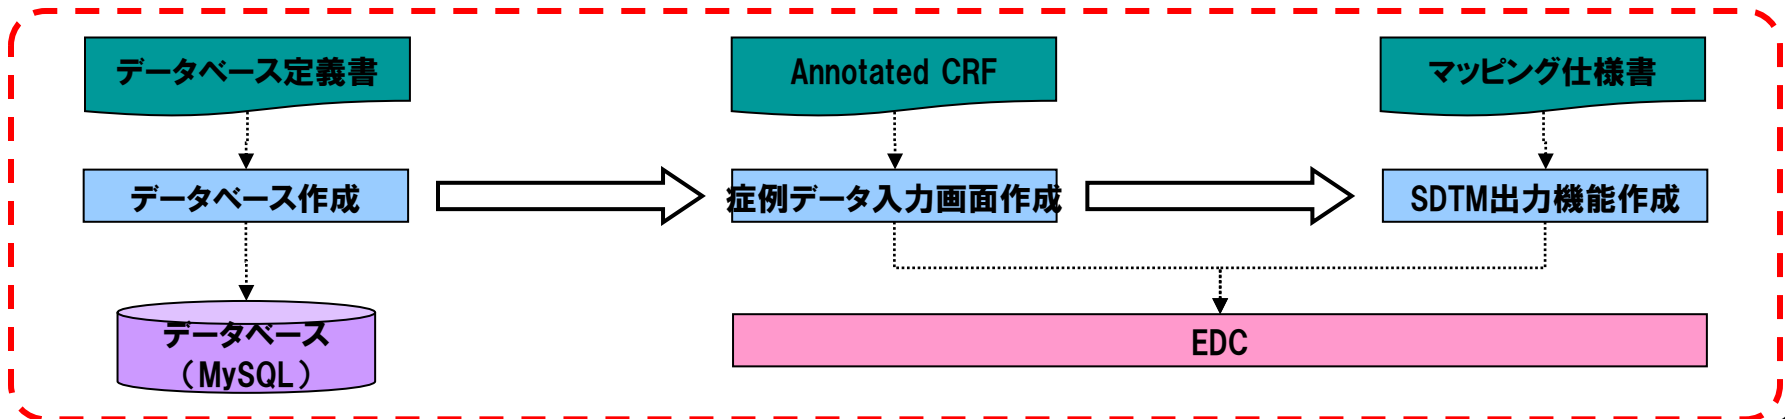 データベース定義書
Annotated CRF
マッピング仕様書
データベース作成
症例データ入力画面作成
SDTM出力機能作成
データベース
（MySQL）
EDC